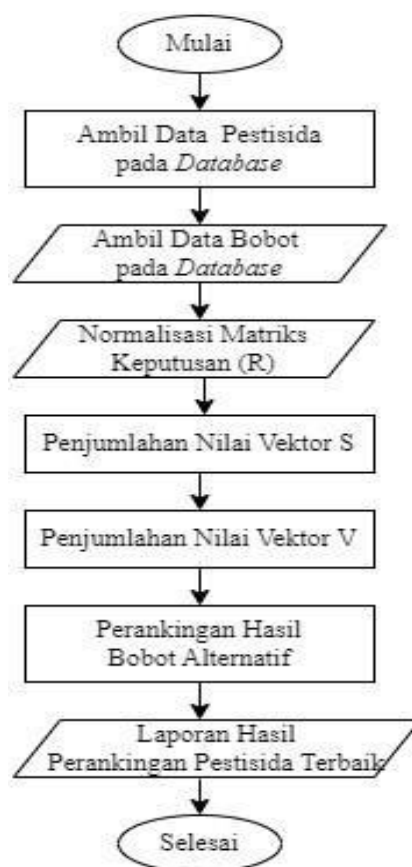 Mulai
Ambil Data Pestisida
pada Database
Ambil Data Bobot
pada Database
Normalisasi Matriks
Keputusan (R)
Penjumlahan Nilai Vektor S
Penjumlahan Nilai Vektor V
Perankingan Hasil
Bobot Alternatif
Laporan Hasil
Perankingan Pestisida Terbaik
Selesai